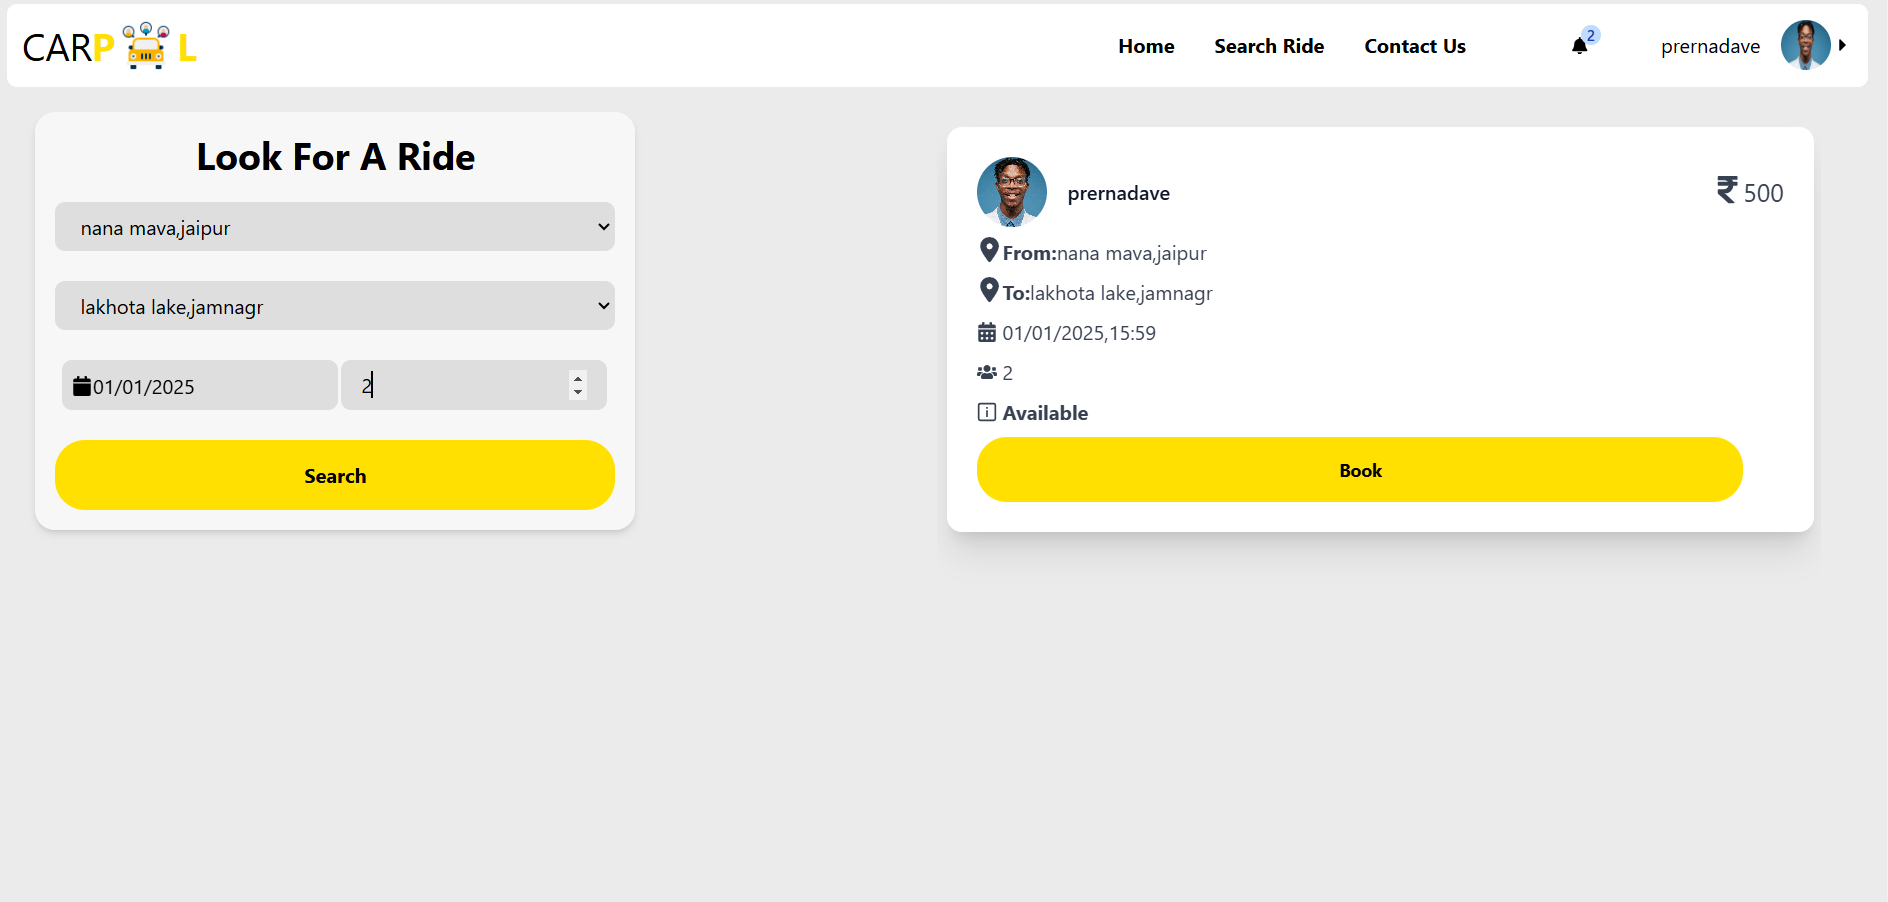 CARP L
Home
Search Ride
Contact Us
2
prernadave
Look For A Ride
nana mava,jaipur
lakhota lake,jamnagr
01/01/2025
2
Search
prernadave
₹ 500
From:nana mava,jaipur
To:lakhota lake,jamnagr
01/01/2025,15:59
2
Available
Book